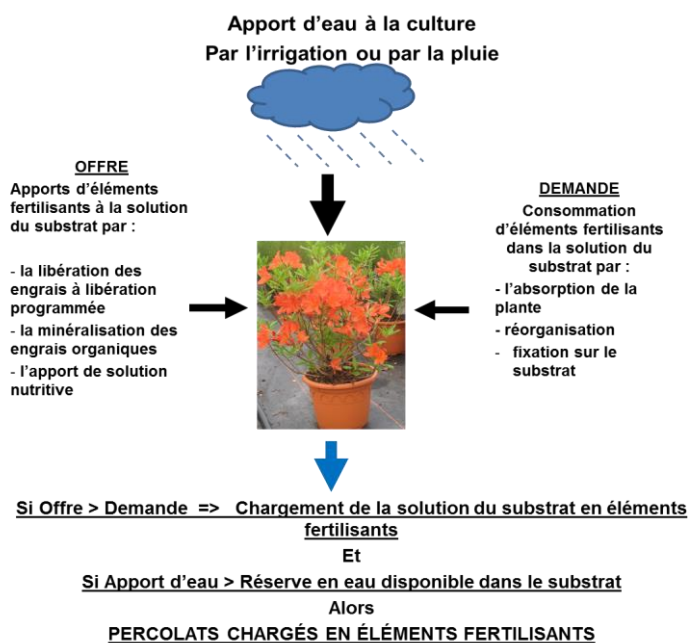 Apport d'eau à la culture
Par l'irrigation ou par la pluie
OFFRE
Apports d'éléments
fertilisants à la solution
du substrat par :
- la libération des
engrais à libération
programmée
- la minéralisation des
engrais organiques
- l'apport de solution
nutritive
DEMANDE
Consommation
d'éléments fertilisants
dans la solution du
substrat par :
- l'absorption de la
plante
- réorganisation
- fixation sur le
substrat
Si Offre > Demande => Chargement de la solution du substrat en éléments
fertilisants
Et
Si Apport d'eau > Réserve en eau disponible dans le substrat
Alors
PERCOLATS CHARGÉS EN ÉLÉMENTS FERTILISANTS